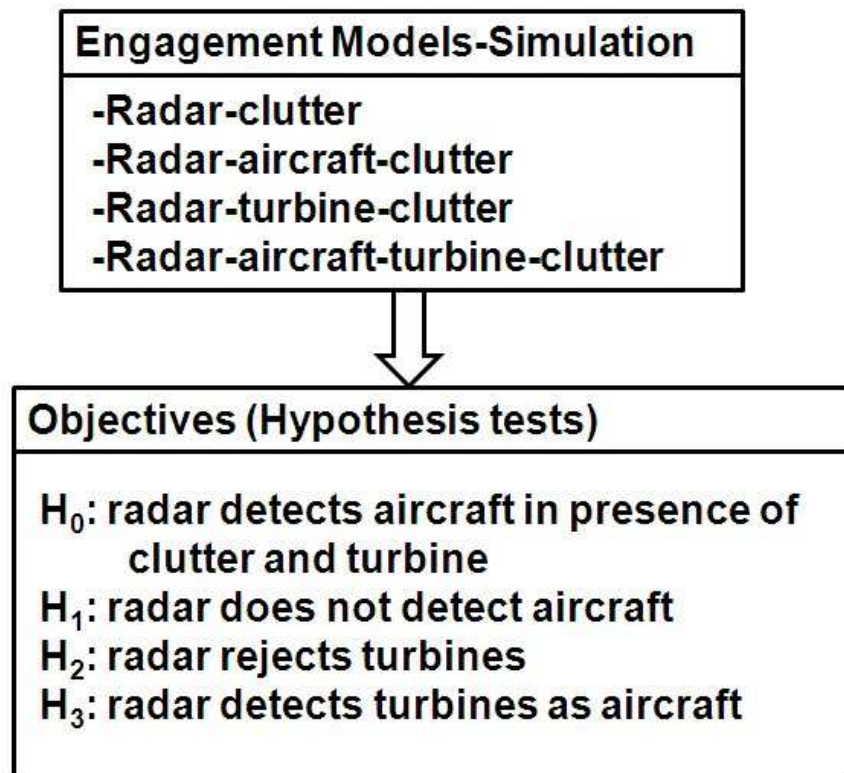 Engagement Models-Simulation
-Radar-clutter
-Radar-aircraft-clutter
-Radar-turbine-clutter
-Radar-aircraft-turbine-clutter
Objectives (Hypothesis tests)
H₀: radar detects aircraft in presence of
clutter and turbine
H₁: radar does not detect aircraft
H₂: radar rejects turbines
H₃: radar detects turbines as aircraft